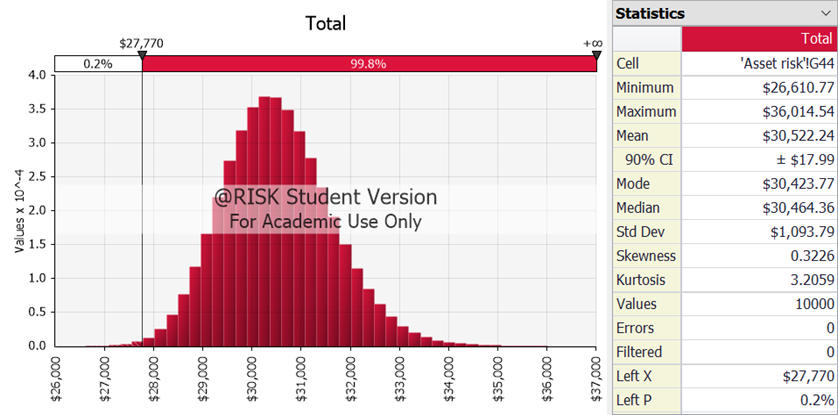 Total
$27,770
+∞
0.2%
99.8%
4.0
3.5
3.0
2.5
2.0
1.5
1.0
0.5
0.0
Values x 10^-4
@RISK Student Version
For Academic Use Only
$26,000
$27,000
$28,000
$29,000
$30,000
$31,000
$32,000
$33,000
$34,000
$35,000
$36,000
$37,000
Statistics
Total
Cell 'Asset risk'!G44
Minimum $26,610.77
Maximum $36,014.54
Mean $30,522.24
90% CI ± $17.99
Mode $30,423.77
Median $30,464.36
Std Dev $1,093.79
Skewness 0.3226
Kurtosis 3.2059
Values 10000
Errors 0
Filtered 0
Left X $27,770
Left P 0.2%